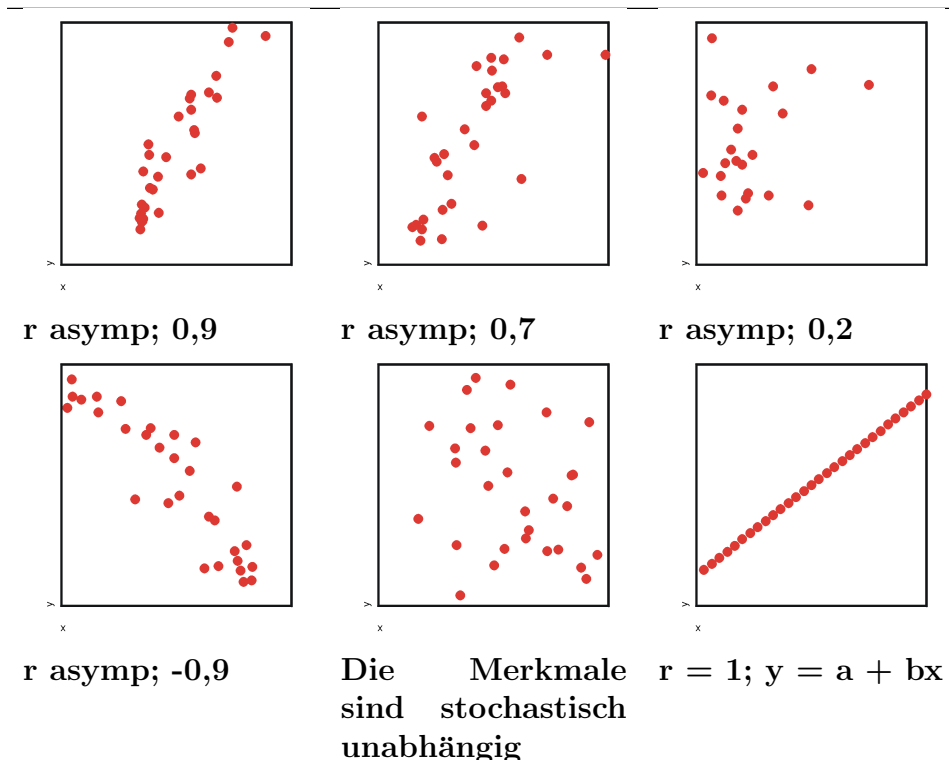 y
x
r asymp; 0,9
y
x
r asymp; 0,7
y
x
r asymp; 0,2
y
x
r asymp; -0,9
y
x
Die Merkmale
sind stochastisch
unabhängig
y
x
r = 1; y = a + bx